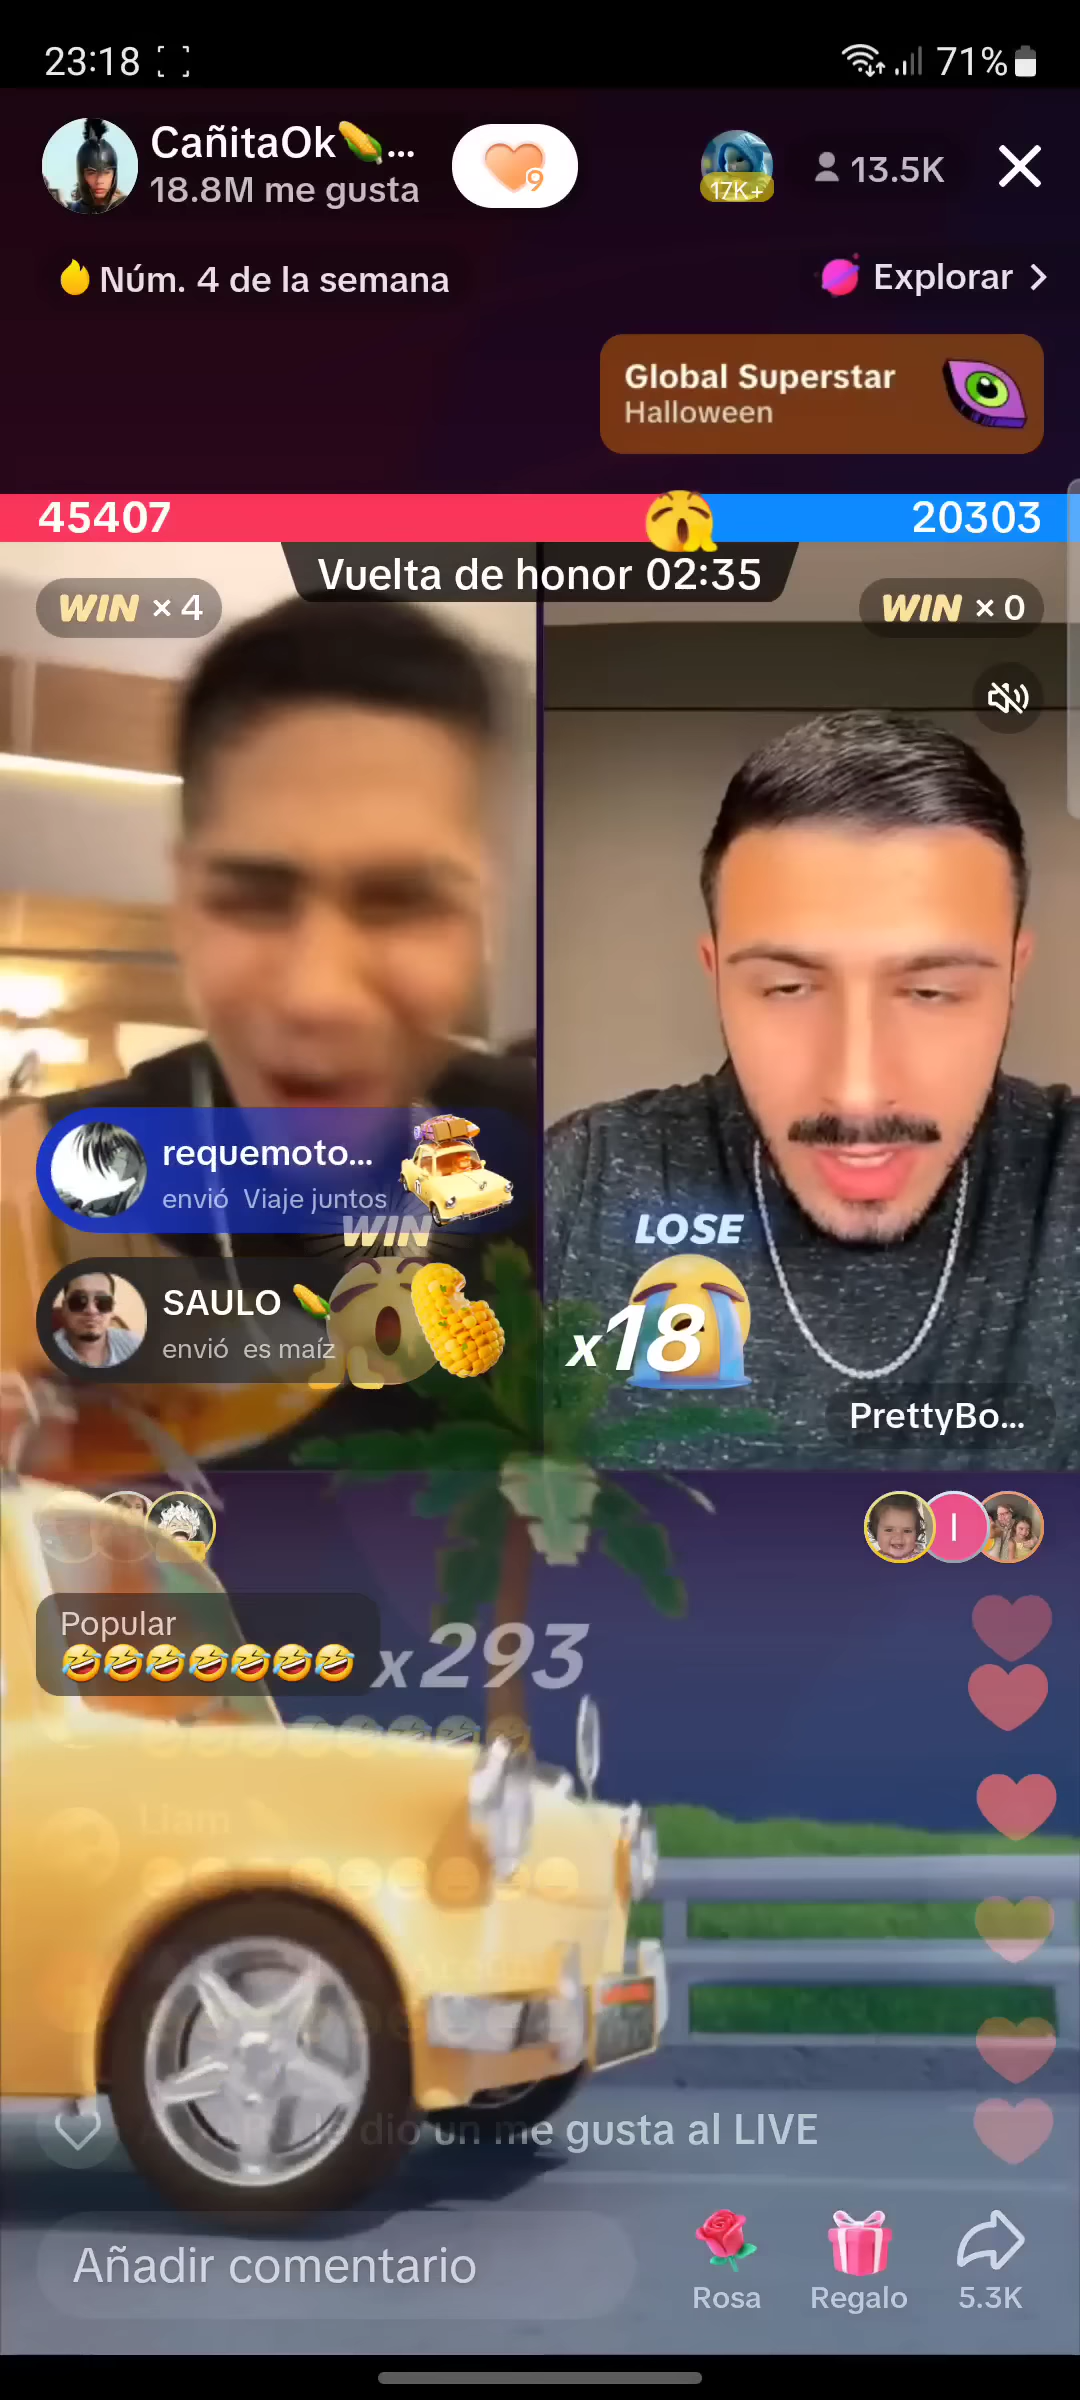 23:18
71%
CañitaOk🌽...
18.8M me gusta
9
17K+
13.5K
Núm. 4 de la semana
Explorar
Global Superstar
Halloween
45407
20303
Vuelta de honor 02:35
WIN × 4
WIN × 0
requemoto...
envió Viaje juntos
WIN
SAULO 🌽
envió es maíz
LOSE
x18
PrettyBo...
I
Popular
🤣🤣🤣🤣🤣🤣🤣
x293
Liam
dio un me gusta al LIVE
Añadir comentario
Rosa
Regalo
5.3K